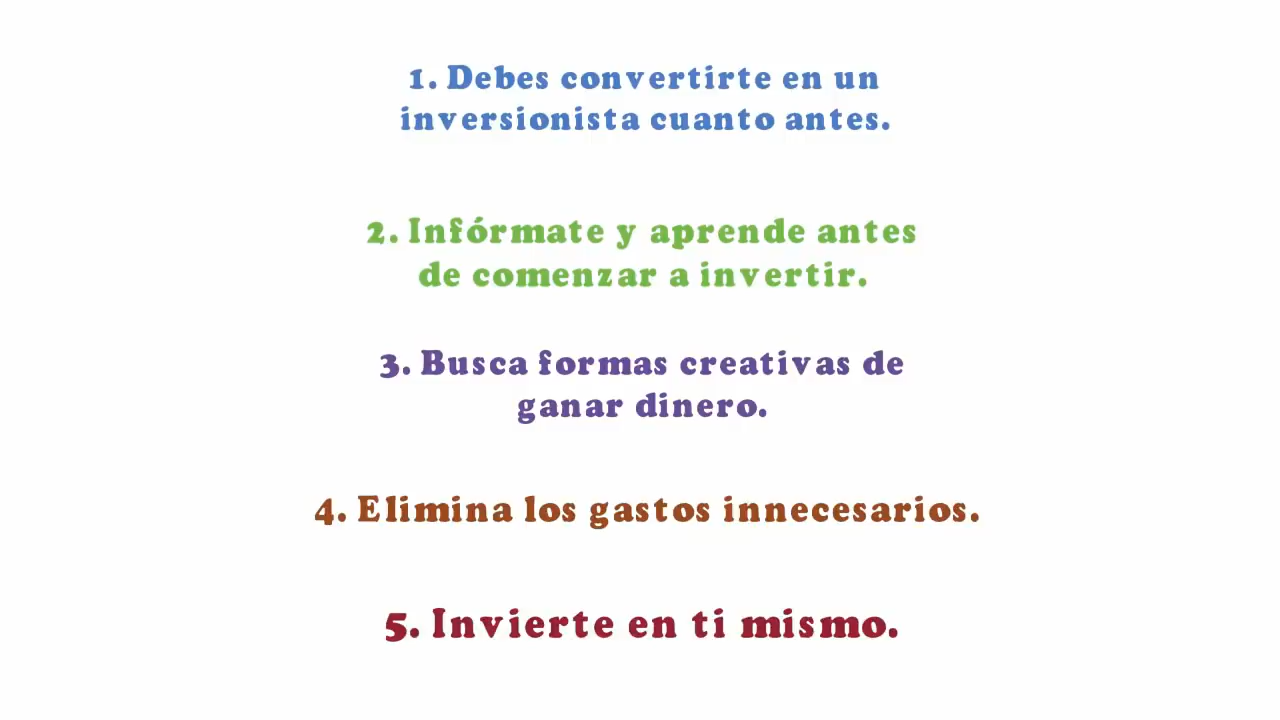 1. Debes convertirte en un
inversionista cuanto antes.
2. Infórmate y aprende antes
de comenzar a invertir.
3. Busca formas creativas de
ganar dinero.
4. Elimina los gastos innecesarios.
5. Invierte en ti mismo.